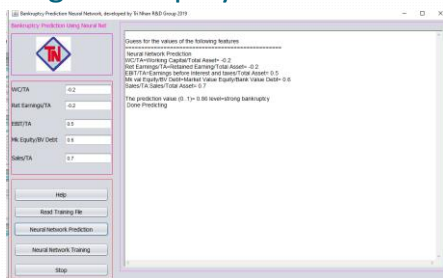 Bankruptcy Prediction Neural Network, developed by Tri Nhan R&D Group 2019
Bankruptcy Prediction Using Neural Net
TN
WC/TA
-0.2
Ret Earnings/TA
-0.2
EBIT/TA
0.5
Mk Equity/BV Debt
Sales/TA
0.7
Help
Read Training File
Neural Network Prediction
Neural Network Training
Stop
Guess for the values of the following features
Neural Network Prediction
WC/TA=Working Capital/Total Asset= -0.2
Ret Earnings/TA=Retained Earning/Total Asset= -0.2
EBIT/TA=Earnings before Interest and taxes/Total Asset= 0.5
Mk val Equity/BV Debt=Market Value Equity/Bank Value Debt= 0.6
Sales/TA:Sales/Total Asset= 0.7
The prediction value (0..1)= 0.86 level=strong bankruptcy
Done Predicting